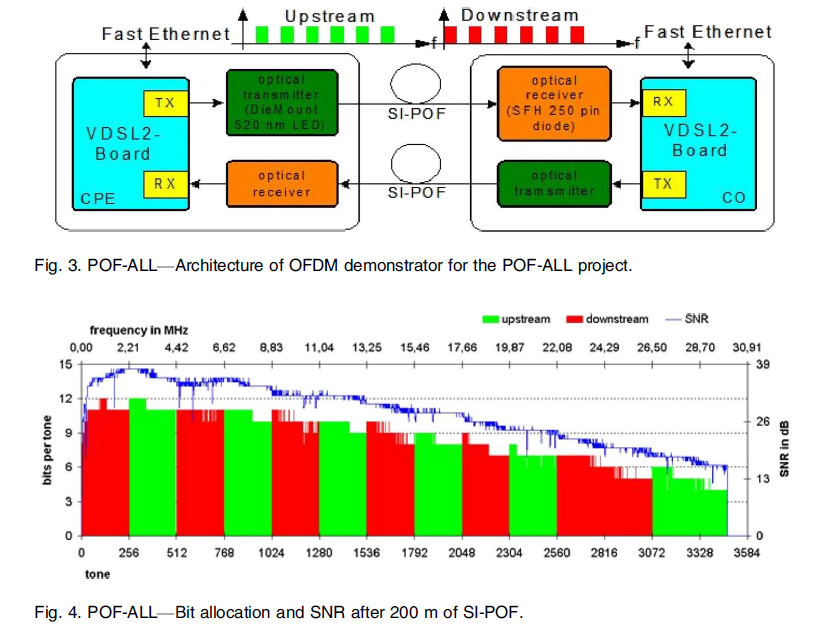 Upstream
Downstream
Fast Ethernet
f
f
Fast Ethernet
VDSL2-
Board
CPE
TX
RX
optical
transmitter
(DieMount
520 nm LED)
optical
receiver
SI-POF
SI-POF
optical
receiver
(SFH 250 pin
diode)
optical
transmitter
RX
TX
VDSL2-
Board
CO
Fig. 3. POF-ALL—Architecture of OFDM demonstrator for the POF-ALL project.
upstream downstream SNR
frequency in MHz
0,00 2,21 4,42 6,62 8,83 11,04 13,25 15,46 17,66 19,87 22,08 24,29 26,50 28,70 30,91
15
12
9
6
3
0
bits per tone
39
26
13
0
SNR in dB
0 256 512 768 1024 1280 1536 1792 2048 2304 2560 2816 3072 3328 3584
tone
Fig. 4. POF-ALL—Bit allocation and SNR after 200 m of SI-POF.